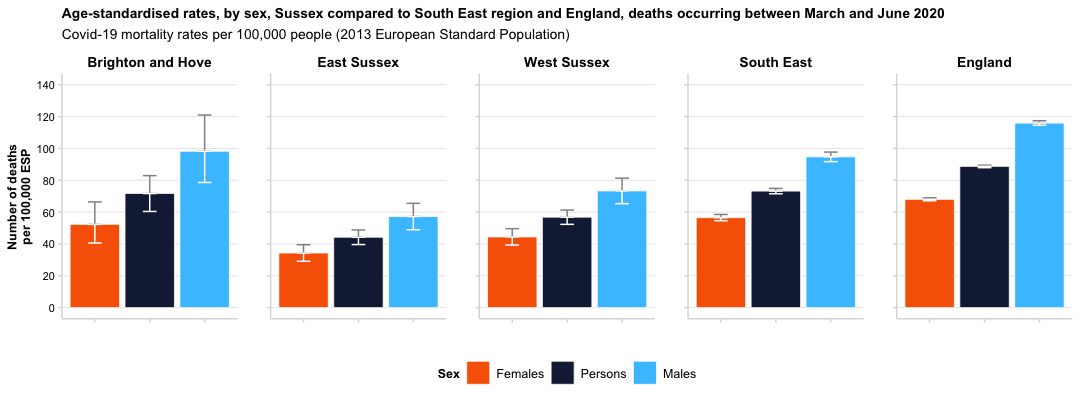 Age-standardised rates, by sex, Sussex compared to South East region and England, deaths occurring between March and June 2020
Covid-19 mortality rates per 100,000 people (2013 European Standard Population)
Brighton and Hove
East Sussex
West Sussex
South East
England
Number of deaths
per 100,000 ESP
140
120
100
80
60
40
20
0
Sex Females Persons Males